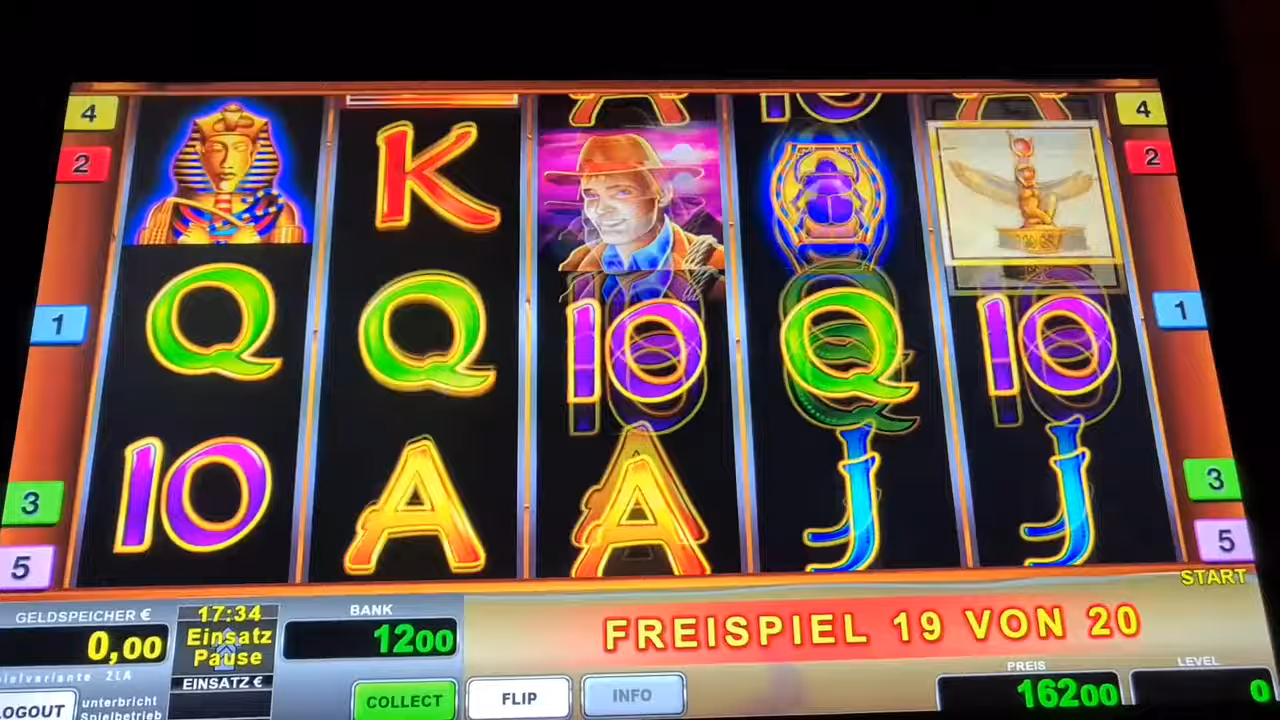 4
4
2
2
K
Q
Q
10
Q
10
1
1
10
A
A
J
J
3
3
5
5
START
GELDSPEICHER €
17:34
BANK
0,00
Einsatz
Pause
1200
FREISPIEL 19 VON 20
EINSATZ €
PREIS
LEVEL
LOGOUT
unterbricht
Spielbetrieb
COLLECT
FLIP
INFO
16200
0